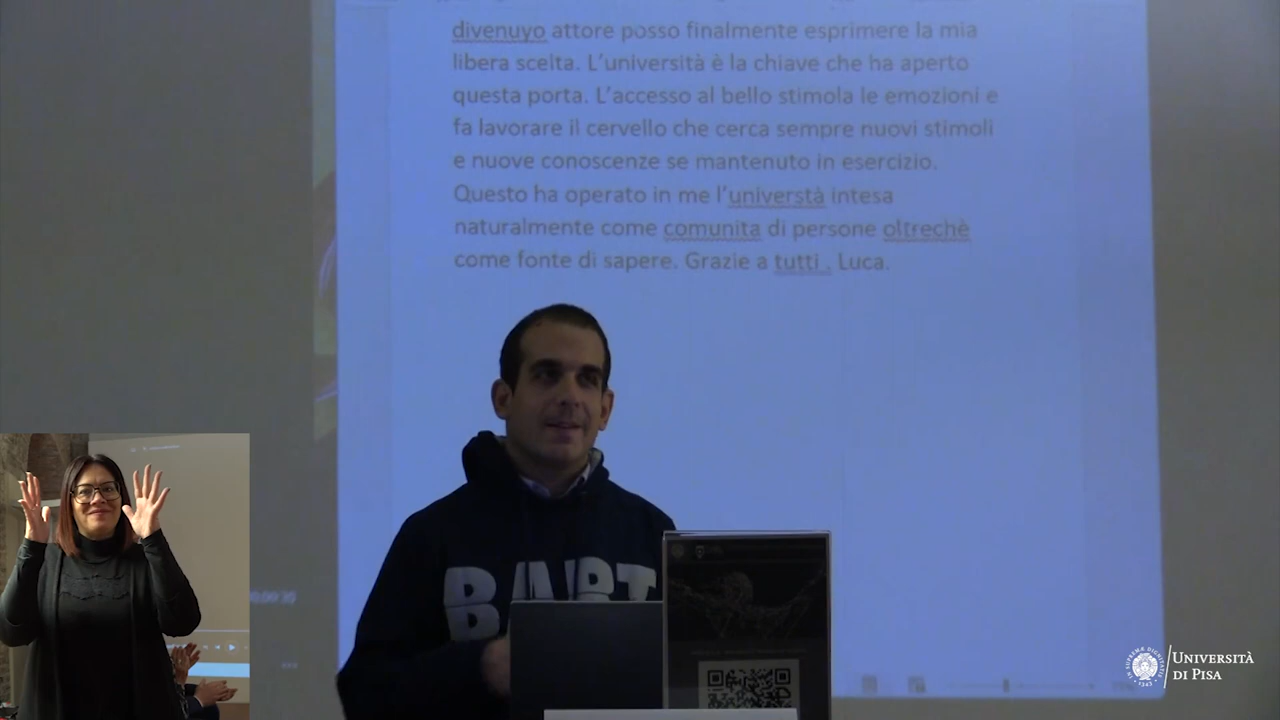 divenuyo attore posso finalmente esprimere la mia
libera scelta. L'università è la chiave che ha aperto
questa porta. L'accesso al bello stimola le emozioni e
fa lavorare il cervello che cerca sempre nuovi stimoli
e nuove conoscenze se mantenuto in esercizio.
Questo ha operato in me l'universtà intesa
naturalmente come comunita di persone oltrechè
come fonte di sapere. Grazie a tutti . Luca.
UNIVERSITÀ
DI PISA